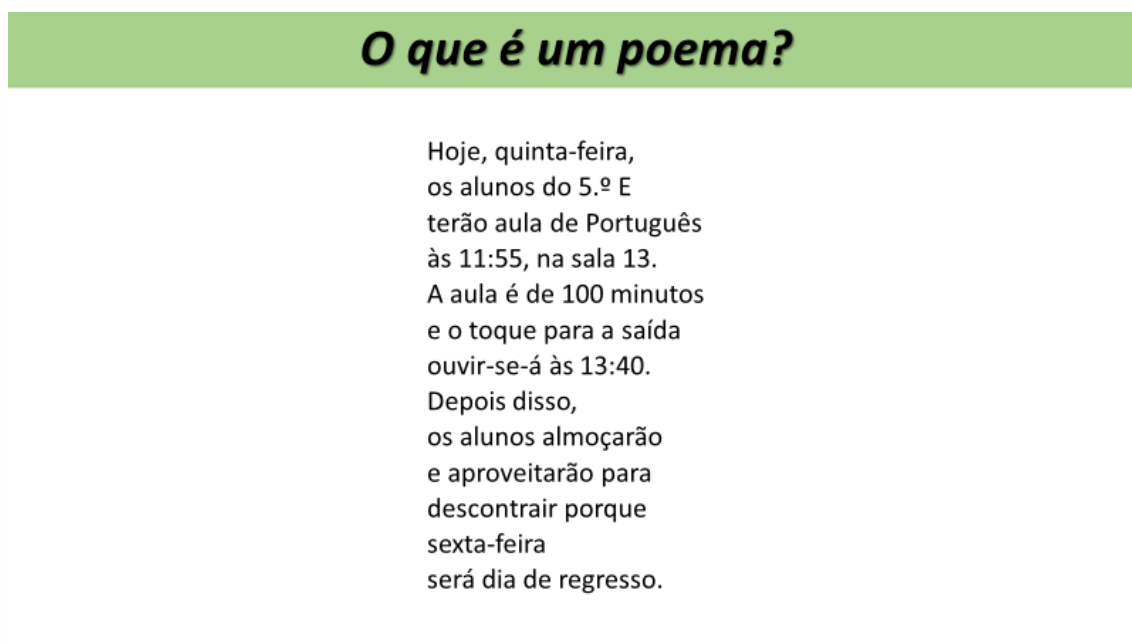 O que é um poema?
Hoje, quinta-feira,
os alunos do 5.º E
terão aula de Português
às 11:55, na sala 13.
A aula é de 100 minutos
e o toque para a saída
ouvir-se-á às 13:40.
Depois disso,
os alunos almoçarão
e aproveitarão para
descontrair porque
sexta-feira
será dia de regresso.